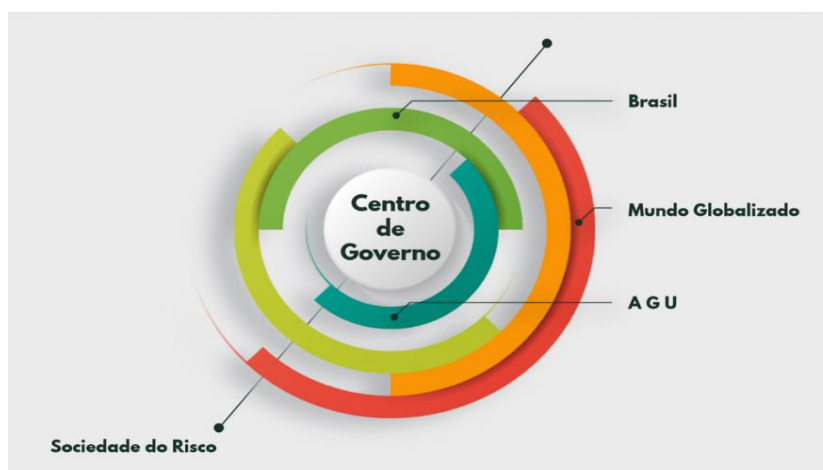 Brasil
Centro
de
Governo
Mundo Globalizado
A G U
Sociedade do Risco